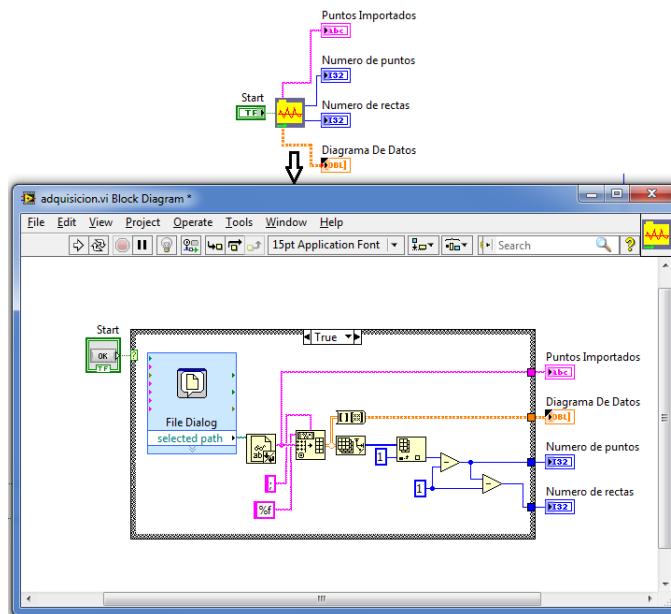 Puntos Importados
Abc
Numero de puntos
I32
Start
TF
Numero de rectas
I32
Diagrama De Datos
DBL
adquisicion.vi Block Diagram *
File Edit View Project Operate Tools Window Help
15pt Application Font
Search
?
Start
OK
TF
?
True
File Dialog
selected path
Puntos Importados
Abc
Diagrama De Datos
DBL
1
Numero de puntos
I32
;
1
Numero de rectas
I32
%f